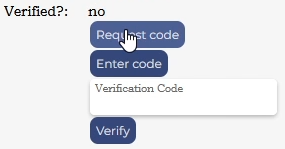 Verified?: no
Request code
Enter code
Verification Code
Verify